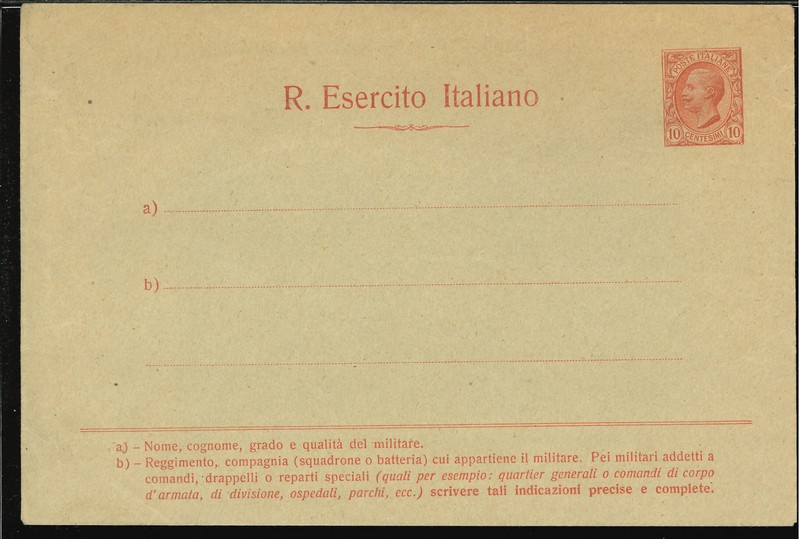 POSTE ITALIANE
10 CENTESIMI 10
R. Esercito Italiano
a)
b)
a) – Nome, cognome, grado e qualità del militare.
b) – Reggimento, compagnia (squadrone o batteria) cui appartiene il militare. Pei militari addetti a
comandi, drappelli o reparti speciali (quali per esempio: quartier generali o comandi di corpo
d'armata, di divisione, ospedali, parchi, ecc.) scrivere tali indicazioni precise e complete.